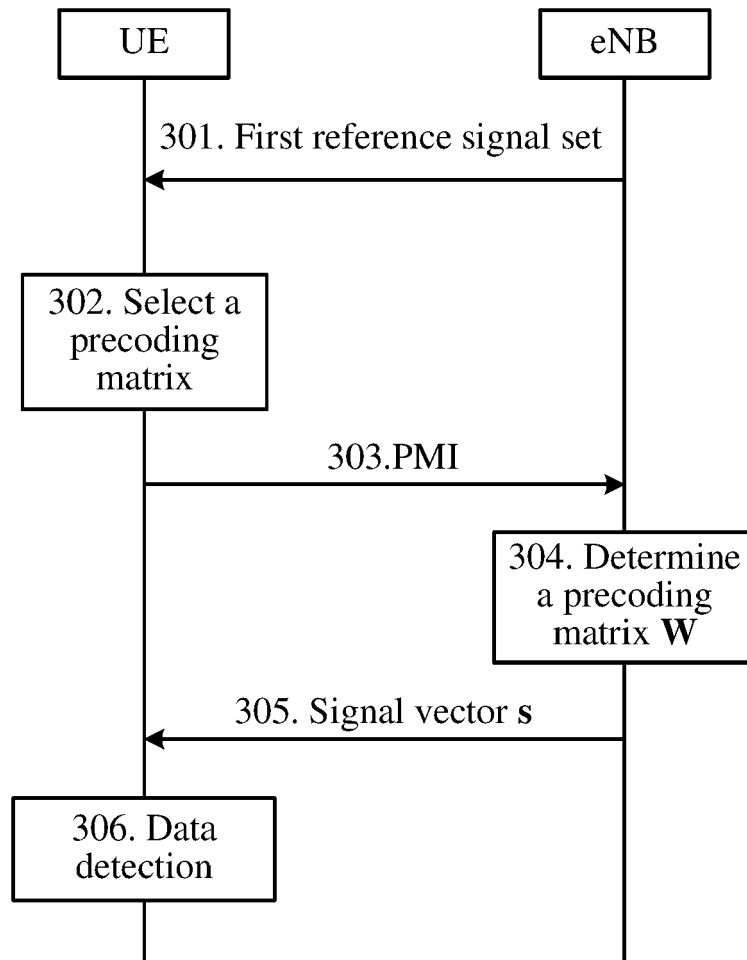 UE
eNB
301. First reference signal set
302. Select a
precoding
matrix
303.PMI
304. Determine
a precoding
matrix W
305. Signal vector s
306. Data
detection